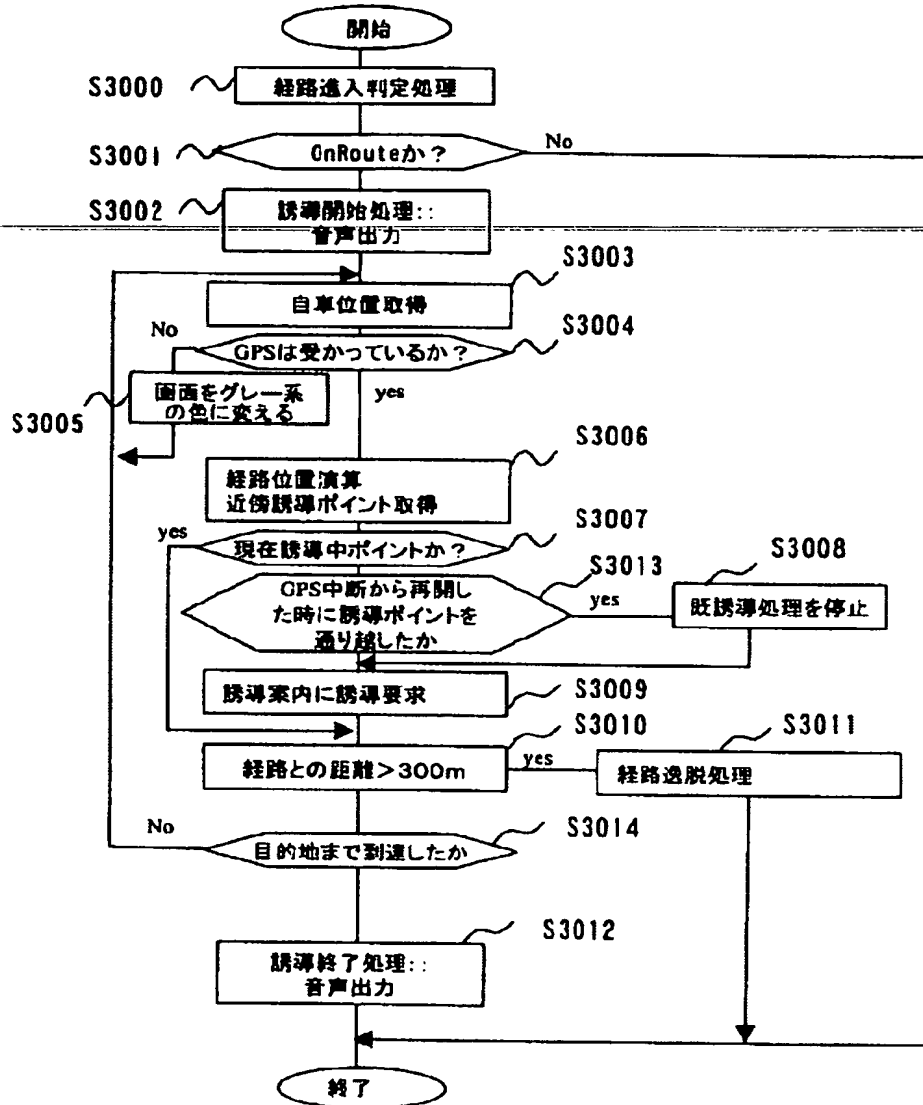 開始
S3000
経路進入判定処理
S3001
OnRouteか？
No
S3002
誘導開始処理::
音声出力
S3003
自車位置取得
S3004
No
GPSは受かっているか？
yes
S3005
画面をグレー系
の色に変える
S3006
経路位置演算
近傍誘導ポイント取得
S3007
yes
現在誘導中ポイントか？
S3008
S3013
GPS中断から再開し
た時に誘導ポイントを
通り越したか
yes
既誘導処理を停止
S3009
誘導案内に誘導要求
S3010
S3011
経路との距離＞300m
yes
経路逸脱処理
S3014
No
目的地まで到達したか
S3012
誘導終了処理::
音声出力
終了